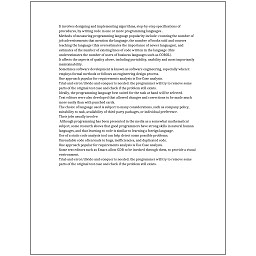 It involves designing and implementing algorithms, step-by-step specifications of
procedures, by writing code in one or more programming languages.
Methods of measuring programming language popularity include: counting the number of
job advertisements that mention the language, the number of books sold and courses
teaching the language (this overestimates the importance of newer languages), and
estimates of the number of existing lines of code written in the language (this
underestimates the number of users of business languages such as COBOL).
It affects the aspects of quality above, including portability, usability and most importantly
maintainability.
Sometimes software development is known as software engineering, especially when it
employs formal methods or follows an engineering design process.
One approach popular for requirements analysis is Use Case analysis.
Trial-and-error/divide-and-conquer is needed: the programmer will try to remove some
parts of the original test case and check if the problem still exists.
Ideally, the programming language best suited for the task at hand will be selected.
Text editors were also developed that allowed changes and corrections to be made much
more easily than with punched cards.
The choice of language used is subject to many considerations, such as company policy,
suitability to task, availability of third-party packages, or individual preference.
Their jobs usually involve:
Although programming has been presented in the media as a somewhat mathematical
subject, some research shows that good programmers have strong skills in natural human
languages, and that learning to code is similar to learning a foreign language.
Use of a static code analysis tool can help detect some possible problems.
Unreadable code often leads to bugs, inefficiencies, and duplicated code.
One approach popular for requirements analysis is Use Case analysis.
Some text editors such as Emacs allow GDB to be invoked through them, to provide a visual
environment.
Trial-and-error/divide-and-conquer is needed: the programmer will try to remove some
parts of the original test case and check if the problem still exists.